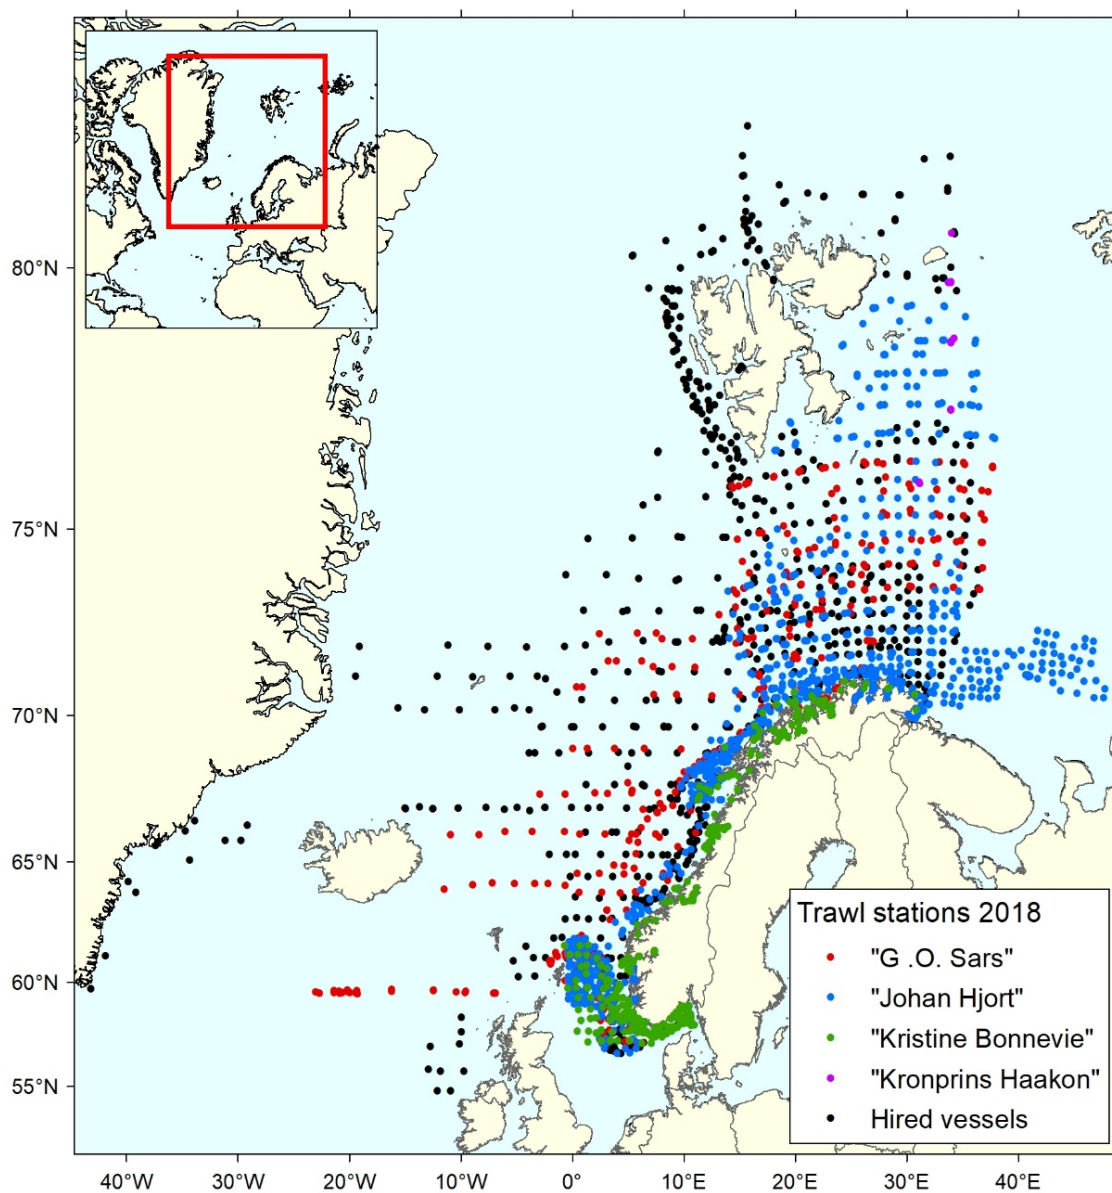 80°N
75°N
70°N
65°N
60°N
55°N
Trawl stations 2018
"G .O. Sars"
"Johan Hjort"
"Kristine Bonnevie"
"Kronprins Haakon"
Hired vessels
40°W
30°W
20°W
10°W
0°
10°E
20°E
30°E
40°E